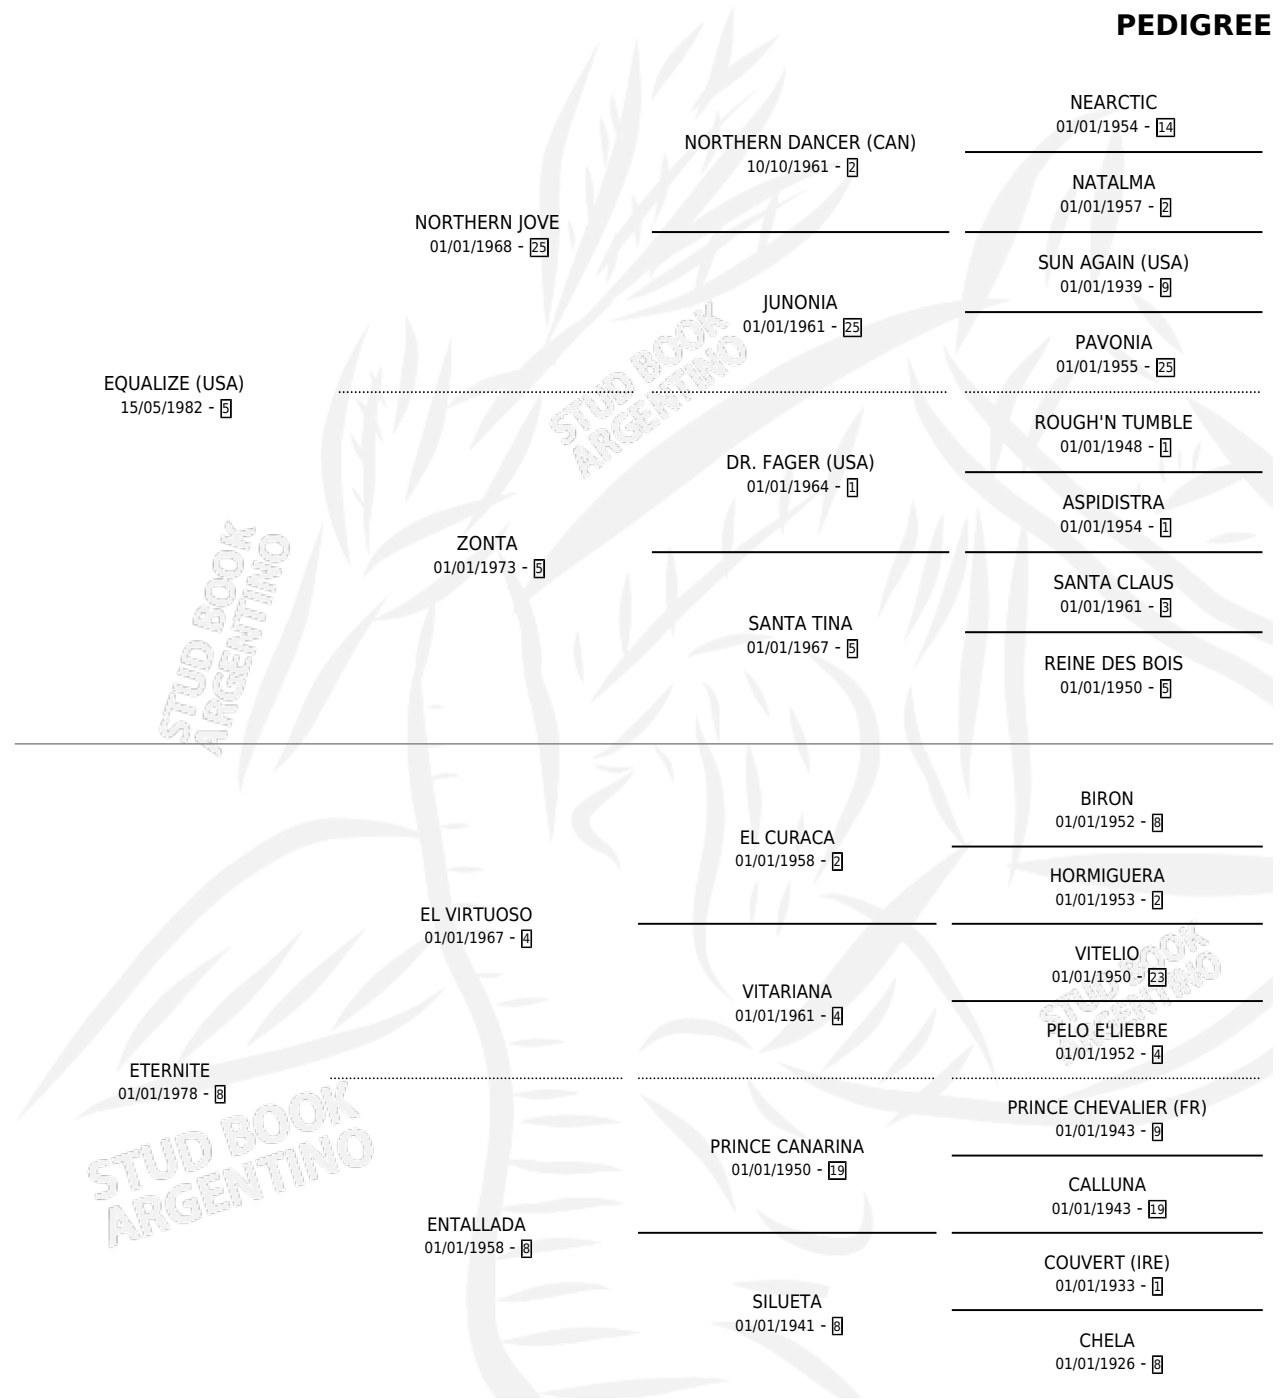 PEDIGREE
NEARCTIC
01/01/1954 - 14
NORTHERN DANCER (CAN)
10/10/1961 - 2
NATALMA
01/01/1957 - 2
NORTHERN JOVE
01/01/1968 - 25
SUN AGAIN (USA)
01/01/1939 - 9
JUNONIA
01/01/1961 - 25
PAVONIA
01/01/1955 - 25
EQUALIZE (USA)
15/05/1982 - 5
ROUGH'N TUMBLE
01/01/1948 - 1
DR. FAGER (USA)
01/01/1964 - 1
ASPIDISTRA
01/01/1954 - 1
ZONTA
01/01/1973 - 5
SANTA CLAUS
01/01/1961 - 3
SANTA TINA
01/01/1967 - 5
REINE DES BOIS
01/01/1950 - 5
BIRON
01/01/1952 - 8
EL CURACA
01/01/1958 - 2
HORMIGUERA
01/01/1953 - 2
EL VIRTUOSO
01/01/1967 - 4
VITELIO
01/01/1950 - 23
VITARIANA
01/01/1961 - 4
PELO E'LIEBRE
01/01/1952 - 4
ETERNITE
01/01/1978 - 8
PRINCE CHEVALIER (FR)
01/01/1943 - 9
PRINCE CANARINA
01/01/1950 - 19
CALLUNA
01/01/1943 - 19
ENTALLADA
01/01/1958 - 8
COUVERT (IRE)
01/01/1933 - 1
SILUETA
01/01/1941 - 8
CHELA
01/01/1926 - 8
STUD BOOK
ARGENTINO
STUD BOOK
ARGENTINO
STUD BOOK
ARGENTINO
STUD BOOK
ARGENTINO